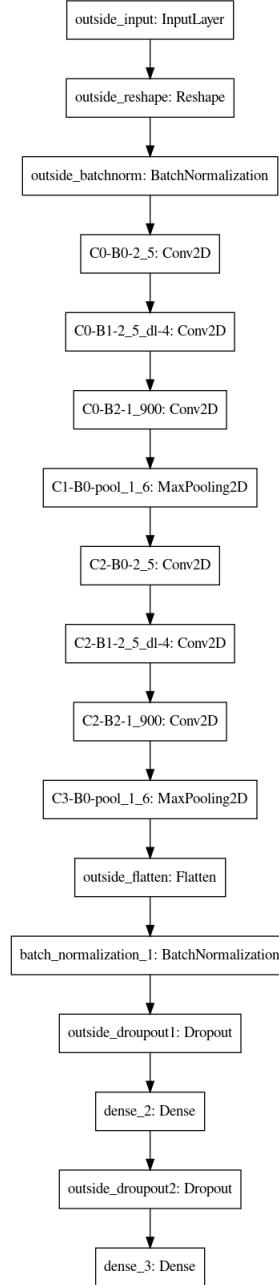 outside_input: InputLayer
outside_reshape: Reshape
outside_batchnorm: BatchNormalization
C0-B0-2_5: Conv2D
C0-B1-2_5_dl-4: Conv2D
C0-B2-1_900: Conv2D
C1-B0-pool_1_6: MaxPooling2D
C2-B0-2_5: Conv2D
C2-B1-2_5_dl-4: Conv2D
C2-B2-1_900: Conv2D
C3-B0-pool_1_6: MaxPooling2D
outside_flatten: Flatten
batch_normalization_1: BatchNormalization
outside_droupout1: Dropout
dense_2: Dense
outside_droupout2: Dropout
dense_3: Dense